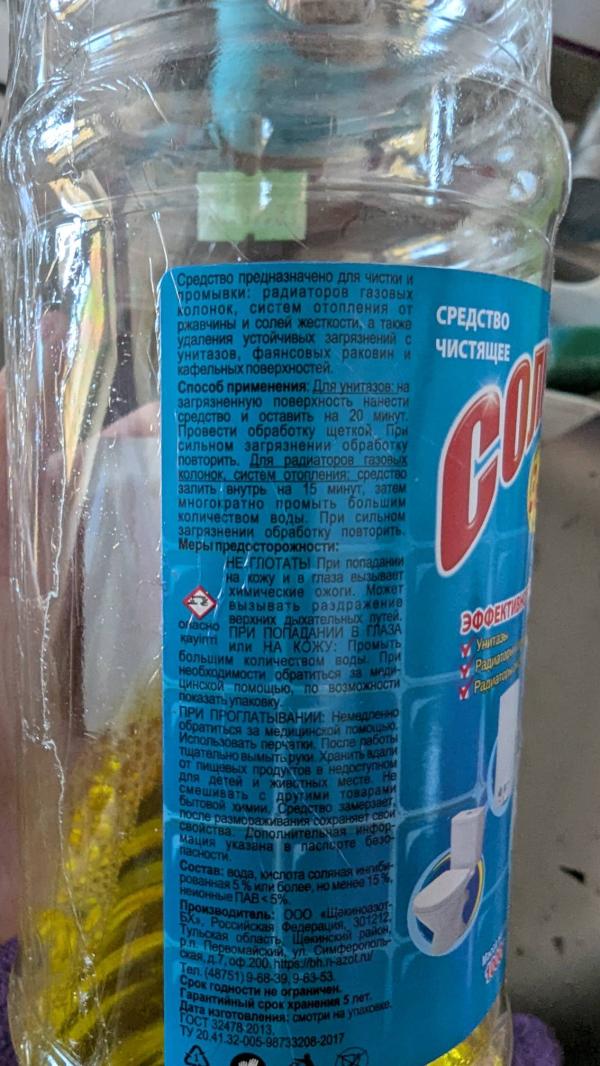 Средство предназначено для чистки и
промывки: радиаторов газовых
колонок, систем отопления от
ржавчины и солей жесткости, а также
удаления устойчивых загрязнений с
унитазов, фаянсовых раковин и
кафельных поверхностей.
Способ применения: Для унитазов: на
загрязненную поверхность нанести
средство и оставить на 20 минут.
Провести обработку щеткой. При
сильном загрязнении обработку
повторить. Для радиаторов газовых
колонок, систем отопления: средство
залить внутрь на 15 минут, затем
многократно промыть большим
количеством воды. При сильном
загрязнении обработку повторить.
Меры предосторожности:
НЕ ГЛОТАТЬ! При попадании
на кожу и в глаза вызывает
химические ожоги. Может
вызывать раздражение
верхних дыхательных путей.
ПРИ ПОПАДАНИИ В ГЛАЗА
или НА КОЖУ: Промыть
опасно
қауіпті
большим количеством воды. При
необходимости обратиться за меди-
цинской помощью, по возможности
показать упаковку.
ПРИ ПРОГЛАТЫВАНИИ: Немедленно
обратиться за медицинской помощью.
Использовать перчатки. После работы
тщательно вымыть руки. Хранить вдали
от пищевых продуктов в недоступном
для детей и животных месте. Не
смешивать с другими товарами
бытовой химии. Средство замерзает,
после размораживания сохраняет свои
свойства. Дополнительная инфор-
мация указана в паспорте безо-
пасности.
Состав: вода, кислота соляная ингиби-
рованная 5 % или более, но менее 15 %,
неионные ПАВ < 5%.
Производитель: ООО «Щекиноазот-
БХ», Российская Федерация, 301212,
Тульская область, Щекинский район,
р.п. Первомайский, ул. Симферополь-
ская, д.7, оф.200, https://bh.n-azot.ru/
Тел. (48751) 9-68-39, 9-63-53.
Срок годности не ограничен.
Гарантийный срок хранения 5 лет.
Дата изготовления: смотри на упаковке.
ГОСТ 32478-2013.
ТУ 20.41.32-005-98733208-2017
СРЕДСТВО
ЧИСТЯЩЕЕ
СОЛ
ЭФФЕКТИВНО
Унитазы